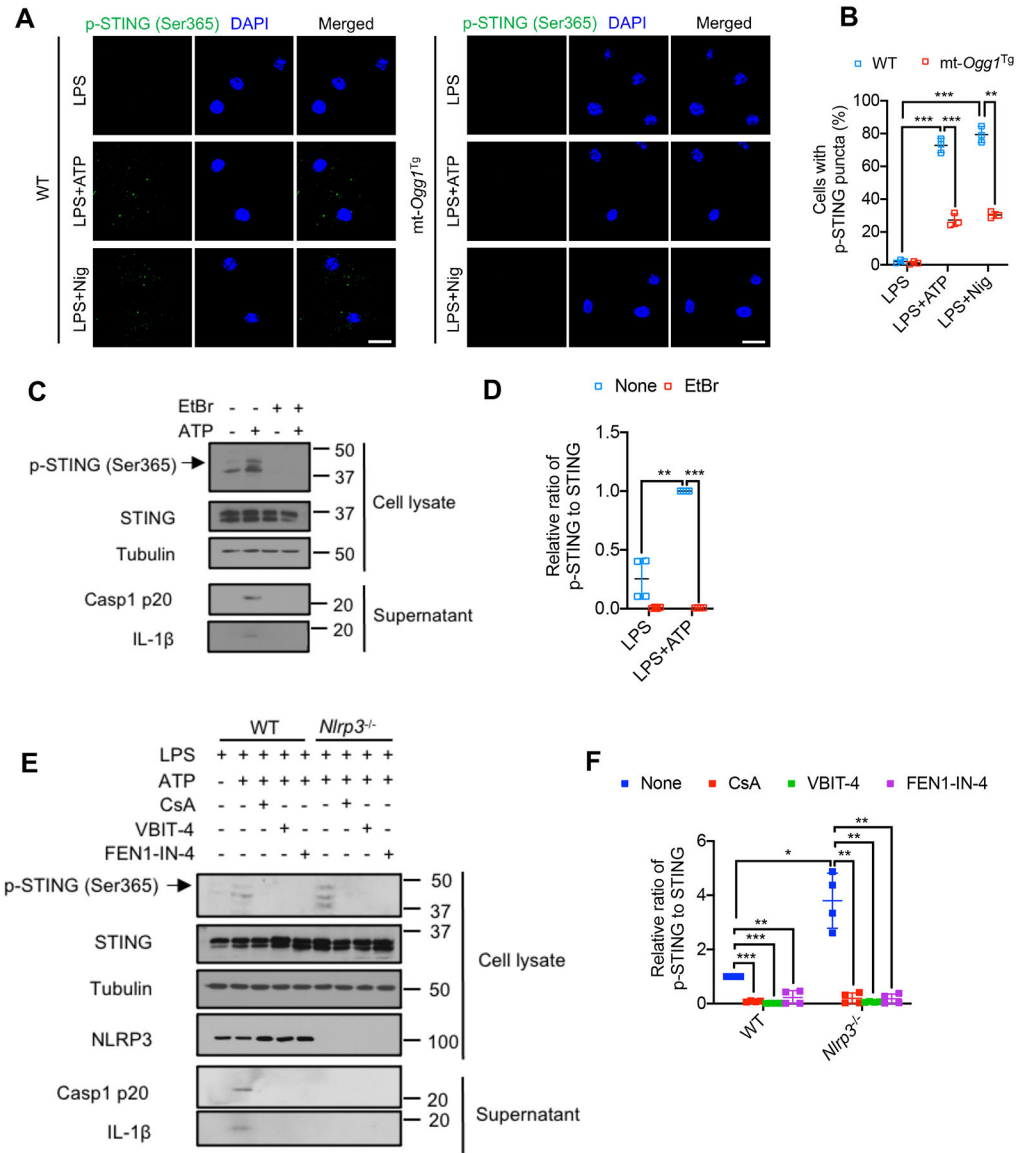 A
p-STING (Ser365) DAPI Merged
WT
LPS
LPS+ATP
LPS+Nig
p-STING (Ser365) DAPI Merged
mt-Ogg1Tg
LPS
LPS+ATP
LPS+Nig
B
WT mt-Ogg1Tg
*** **
*** ***
Cells with
p-STING puncta (%)
100
80
60
40
20
0
LPS
LPS+ATP
LPS+Nig
C
EtBr - - + +
ATP - + - +
p-STING (Ser365)
50
37
STING
37
Tubulin
50
Cell lysate
Casp1 p20
20
IL-1β
20
Supernatant
D
None EtBr
** ***
Relative ratio of
p-STING to STING
1.5
1.0
0.5
0.0
LPS
LPS+ATP
E
WT Nlrp3-/-
LPS + + + + + + + + +
ATP - + + + + + + + +
CsA - - + - - - + - -
VBIT-4 - - - + - - - + -
FEN1-IN-4 - - - - + - - - +
p-STING (Ser365)
50
37
STING
37
Tubulin
50
NLRP3
100
Cell lysate
Casp1 p20
20
IL-1β
20
Supernatant
F
None CsA VBIT-4 FEN1-IN-4
Relative ratio of
p-STING to STING
6
4
2
0
**
**
* **
**
***
***
WT
Nlrp3-/-